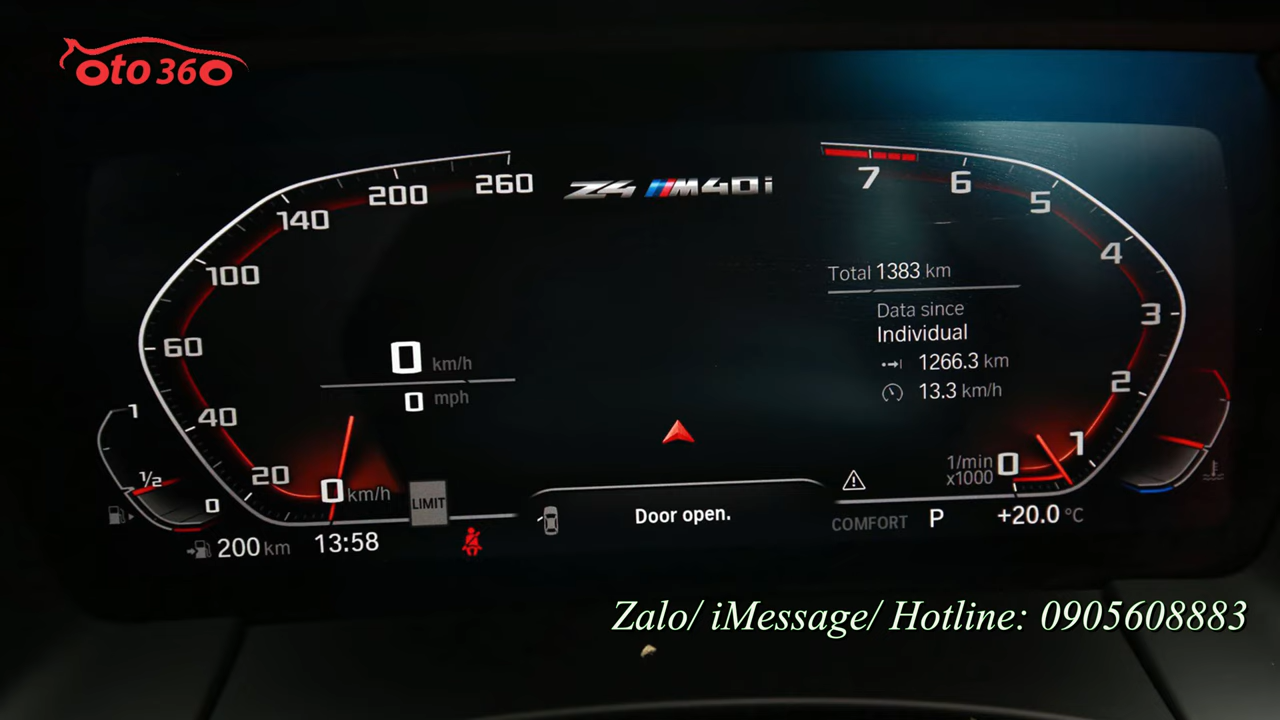 Oto 360
260
200
140
100
60
40
20
0 km/h
Z4 M40i
7
6
5
4
3
2
1
0
1/min
x1000
Total 1383 km
Data since
Individual
1266.3 km
13.3 km/h
0 km/h
0 mph
1
1/2
0
LIMIT
Door open.
COMFORT P +20.0 °C
200 km 13:58
Zalo/ iMessage/ Hotline: 0905608883